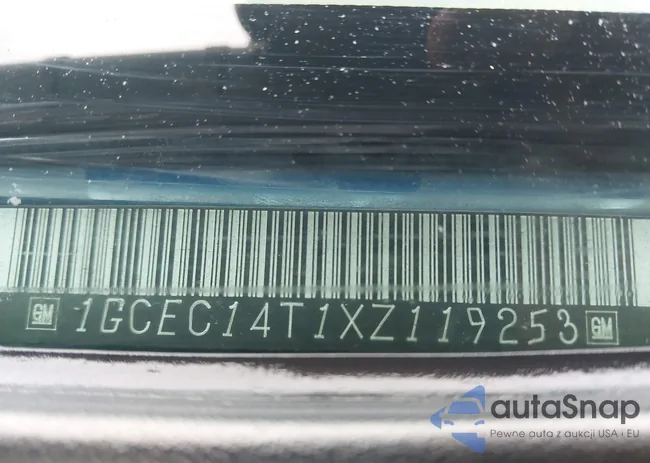 GM 1GCEC14T1XZ119253 GM
autaSnap
Pewne auta z aukcji USA i EU